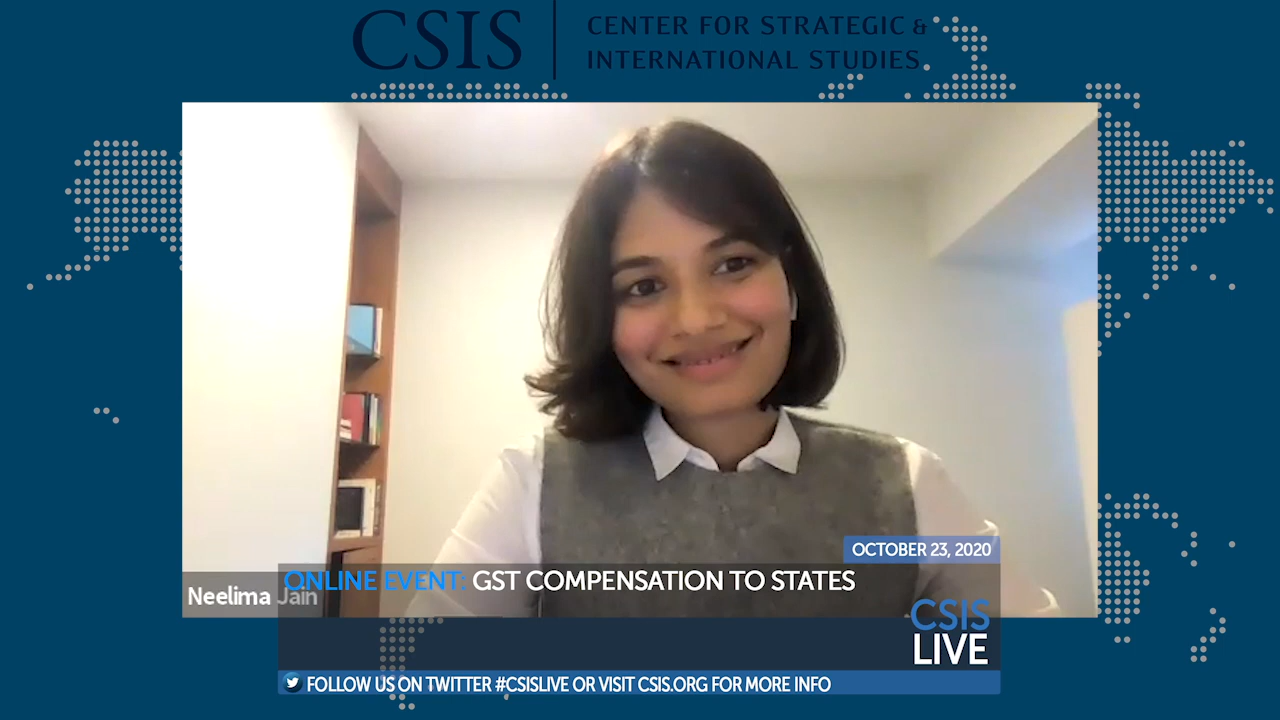 CSIS
CENTER FOR STRATEGIC &
INTERNATIONAL STUDIES
OCTOBER 23, 2020
ONLINE EVENT: GST COMPENSATION TO STATES
Neelima Jain
CSIS
LIVE
FOLLOW US ON TWITTER #CSISLIVE OR VISIT CSIS.ORG FOR MORE INFO